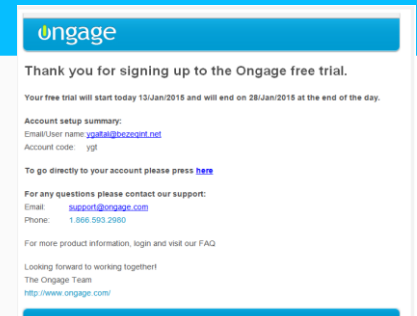 ongage
Thank you for signing up to the Ongage free trial.
Your free trial will start today 13/Jan/2015 and will end on 28/Jan/2015 at the end of the day.
Account setup summary:
Email/User name:ygaltal@bezeqint.net
Account code: ygt
To go directly to your account please press here
For any questions please contact our support:
Email: support@ongage.com
Phone: 1.866.593.2980
For more product information, login and visit our FAQ
Looking forward to working together!
The Ongage Team
http://www.ongage.com/